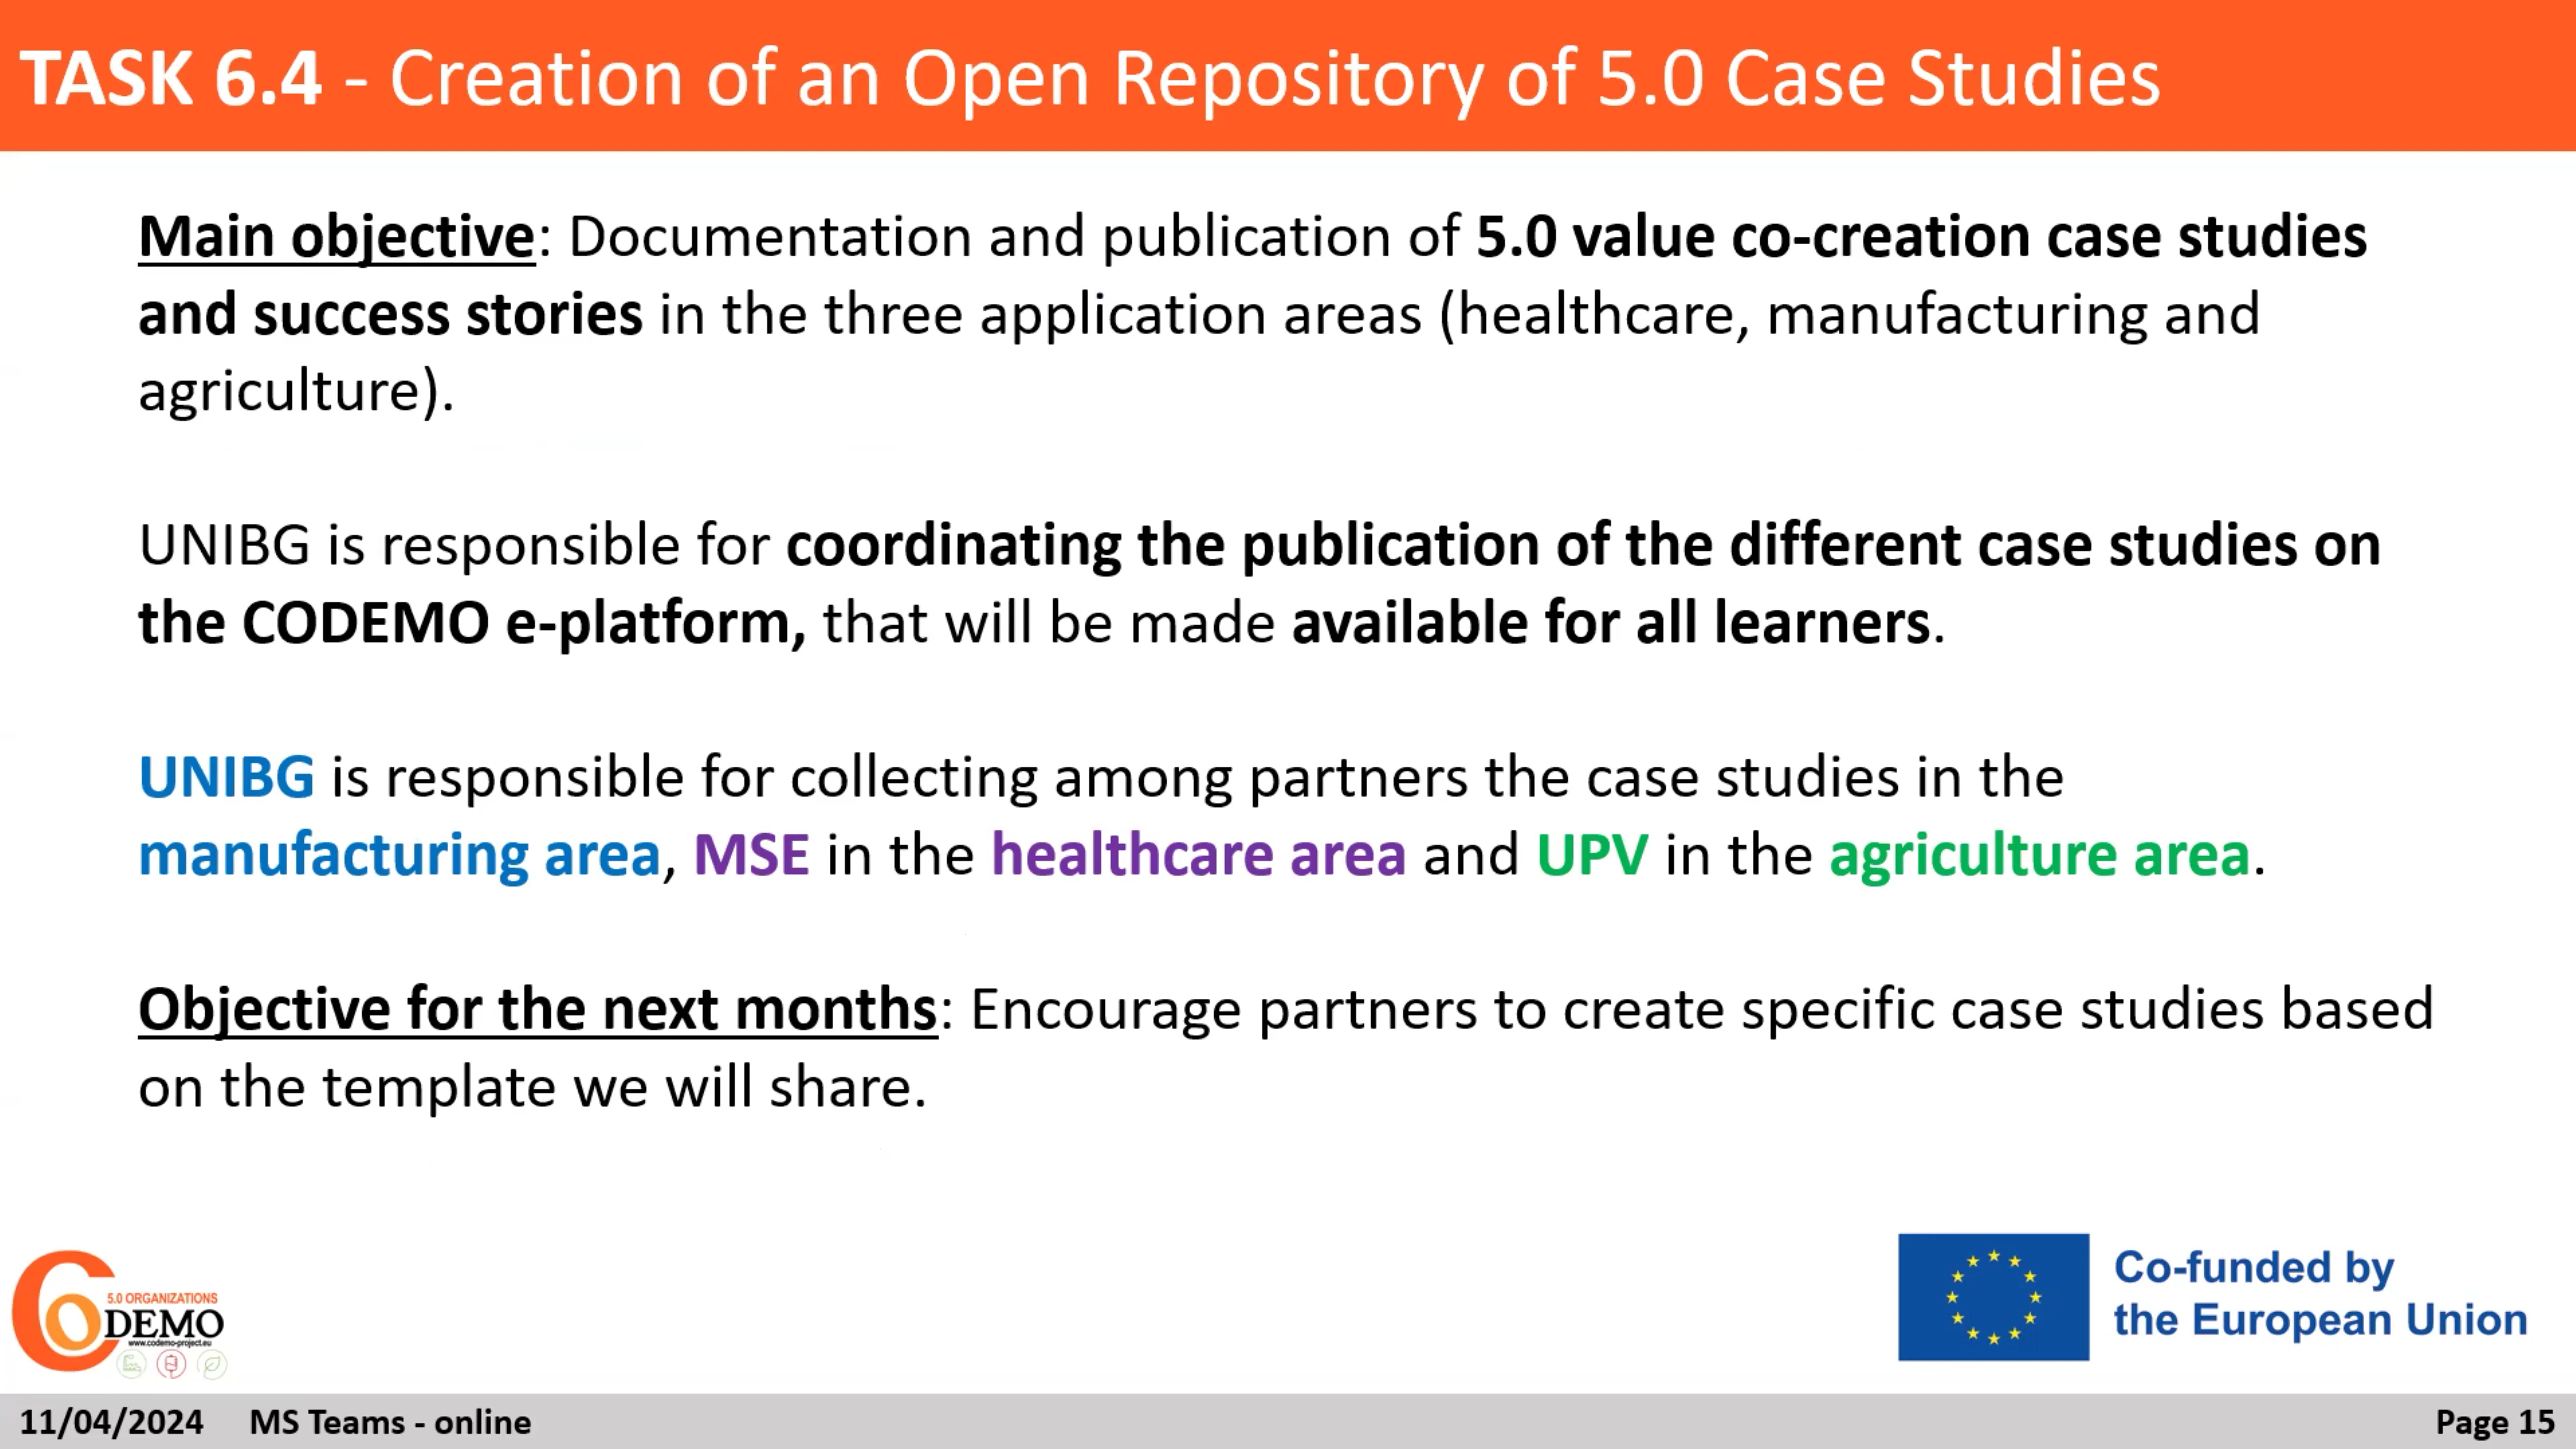 TASK 6.4 - Creation of an Open Repository of 5.0 Case Studies
Main objective: Documentation and publication of 5.0 value co-creation case studies
and success stories in the three application areas (healthcare, manufacturing and
agriculture).
UNIBG is responsible for coordinating the publication of the different case studies on
the CODEMO e-platform, that will be made available for all learners.
UNIBG is responsible for collecting among partners the case studies in the
manufacturing area, MSE in the healthcare area and UPV in the agriculture area.
Objective for the next months: Encourage partners to create specific case studies based
on the template we will share.
5.0 ORGANIZATIONS
CODEMO
www.codemo-project.eu
Co-funded by
the European Union
11/04/2024 MS Teams - online Page 15